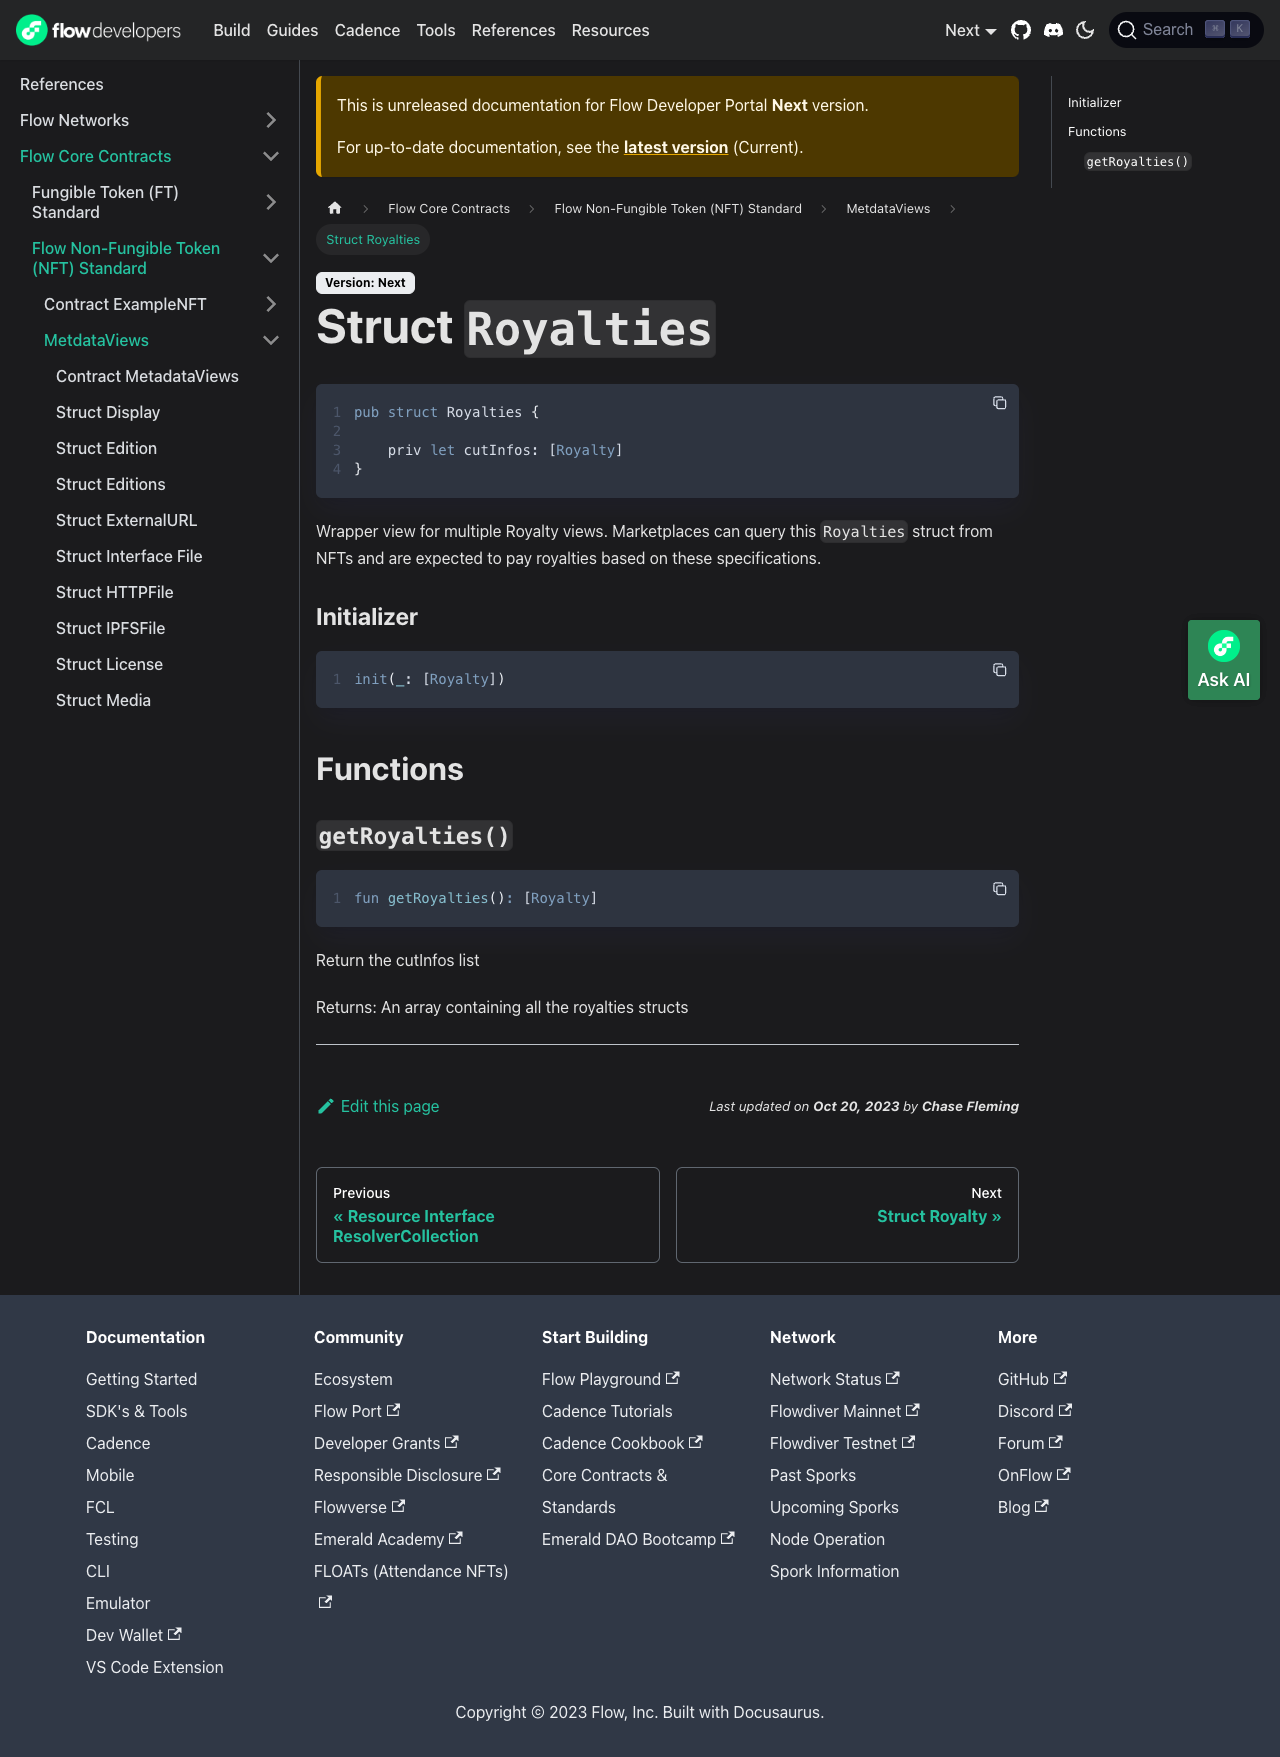 flowdevelopers
Build Guides Cadence Tools References Resources
Next
Search ⌘ K
References
Flow Networks
Flow Core Contracts
Fungible Token (FT)
Standard
Flow Non-Fungible Token
(NFT) Standard
Contract ExampleNFT
MetdataViews
Contract MetadataViews
Struct Display
Struct Edition
Struct Editions
Struct ExternalURL
Struct Interface File
Struct HTTPFile
Struct IPFSFile
Struct License
Struct Media
This is unreleased documentation for Flow Developer Portal Next version.
For up-to-date documentation, see the latest version (Current).
Flow Core Contracts
Flow Non-Fungible Token (NFT) Standard
MetdataViews
Struct Royalties
Version: Next
Struct Royalties
1 pub struct Royalties {
2
3 priv let cutInfos: [Royalty]
4 }
Wrapper view for multiple Royalty views. Marketplaces can query this Royalties struct from
NFTs and are expected to pay royalties based on these specifications.
Initializer
1 init(_: [Royalty])
Functions
getRoyalties()
1 fun getRoyalties(): [Royalty]
Return the cutInfos list
Returns: An array containing all the royalties structs
Edit this page
Last updated on Oct 20, 2023 by Chase Fleming
Previous
« Resource Interface
ResolverCollection
Next
Struct Royalty »
Initializer
Functions
getRoyalties()
Ask AI
Documentation
Getting Started
SDK's & Tools
Cadence
Mobile
FCL
Testing
CLI
Emulator
Dev Wallet
VS Code Extension
Community
Ecosystem
Flow Port
Developer Grants
Responsible Disclosure
Flowverse
Emerald Academy
FLOATs (Attendance NFTs)
Start Building
Flow Playground
Cadence Tutorials
Cadence Cookbook
Core Contracts &
Standards
Emerald DAO Bootcamp
Network
Network Status
Flowdiver Mainnet
Flowdiver Testnet
Past Sporks
Upcoming Sporks
Node Operation
Spork Information
More
GitHub
Discord
Forum
OnFlow
Blog
Copyright © 2023 Flow, Inc. Built with Docusaurus.